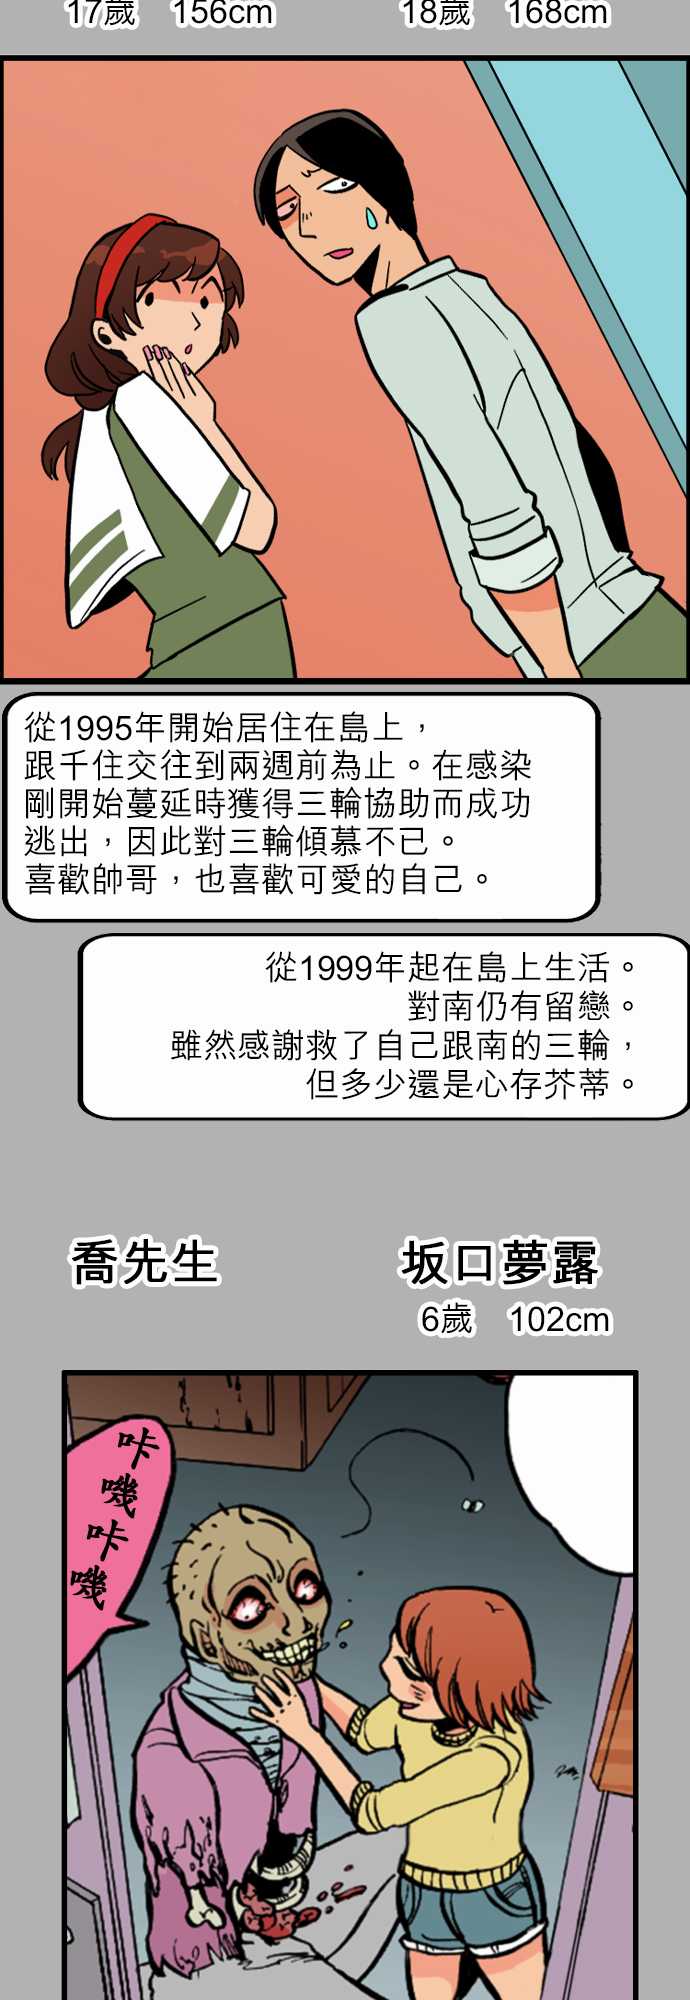 17歲 156cm
18歲 168cm
從1995年開始居住在島上，
跟千住交往到兩週前為止。在感染
剛開始蔓延時獲得三輪協助而成功
逃出，因此對三輪傾慕不已。
喜歡帥哥，也喜歡可愛的自己。
從1999年起在島上生活。
對南仍有留戀。
雖然感謝救了自己跟南的三輪，
但多少還是心存芥蒂。
喬先生
坂口夢露
6歲 102cm
咔嘰咔嘰